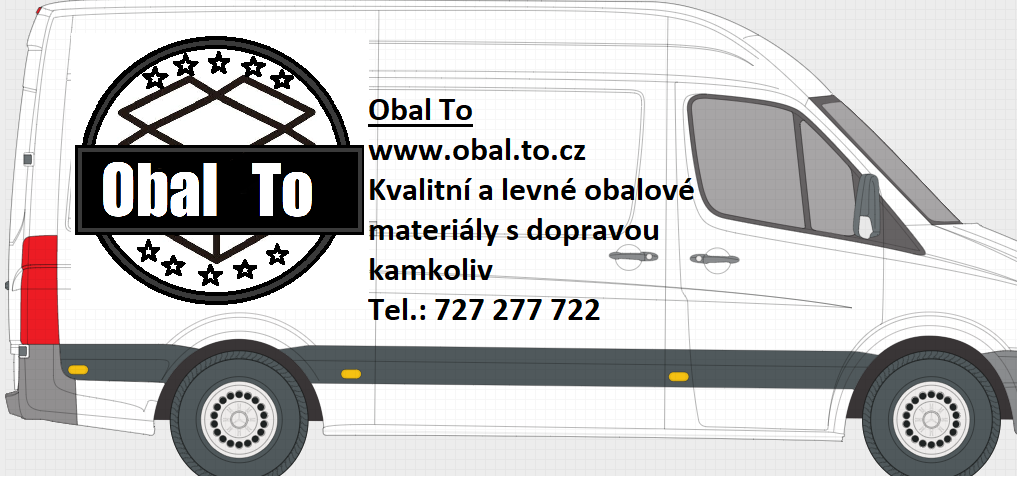 Obal To
Obal To
www.obal.to.cz
Kvalitní a levné obalové
materiály s dopravou
kamkoliv
Tel.: 727 277 722